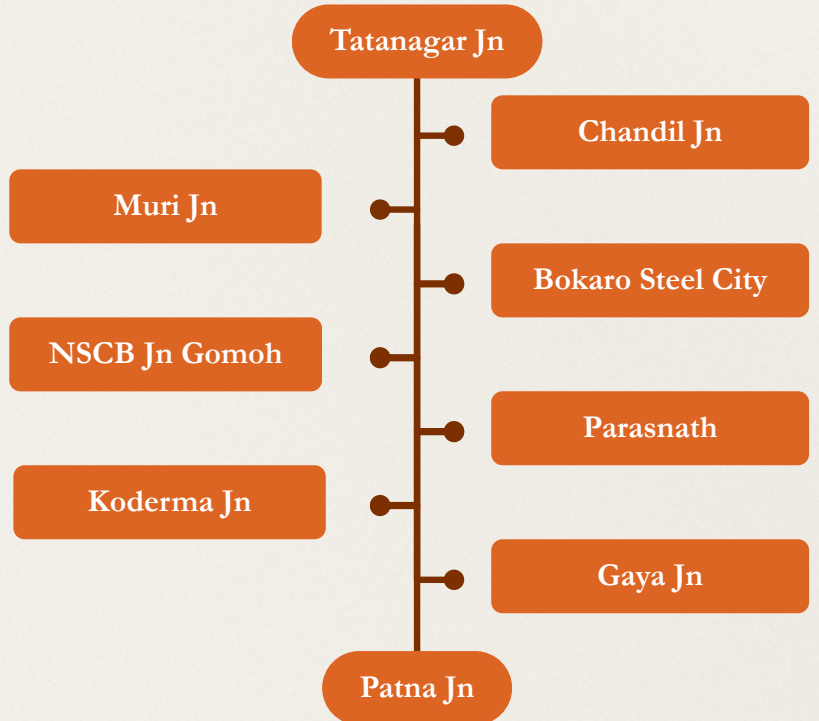 Tatanagar Jn
Chandil Jn
Muri Jn
Bokaro Steel City
NSCB Jn Gomoh
Parasnath
Koderma Jn
Gaya Jn
Patna Jn